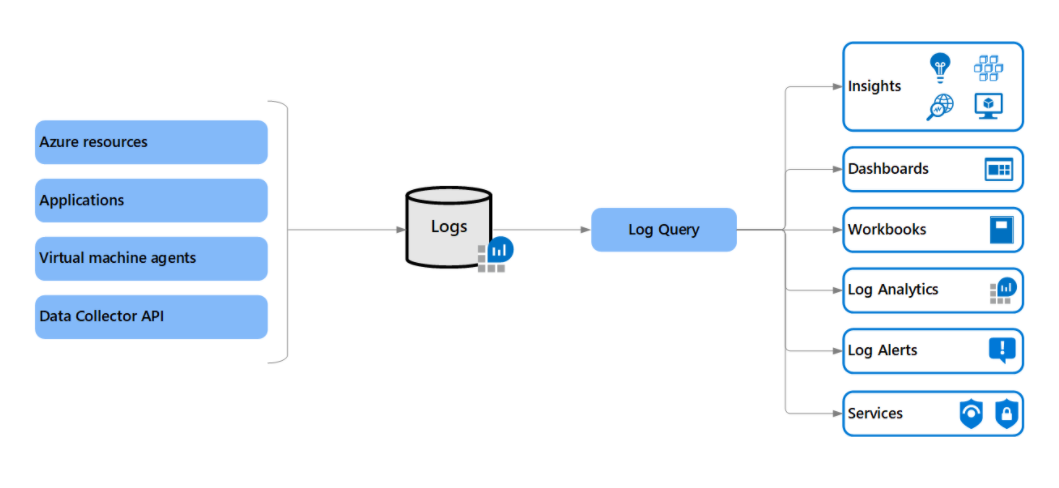 Azure resources
Applications
Virtual machine agents
Data Collector API
Logs
Log Query
Insights
Dashboards
Workbooks
Log Analytics
Log Alerts
Services